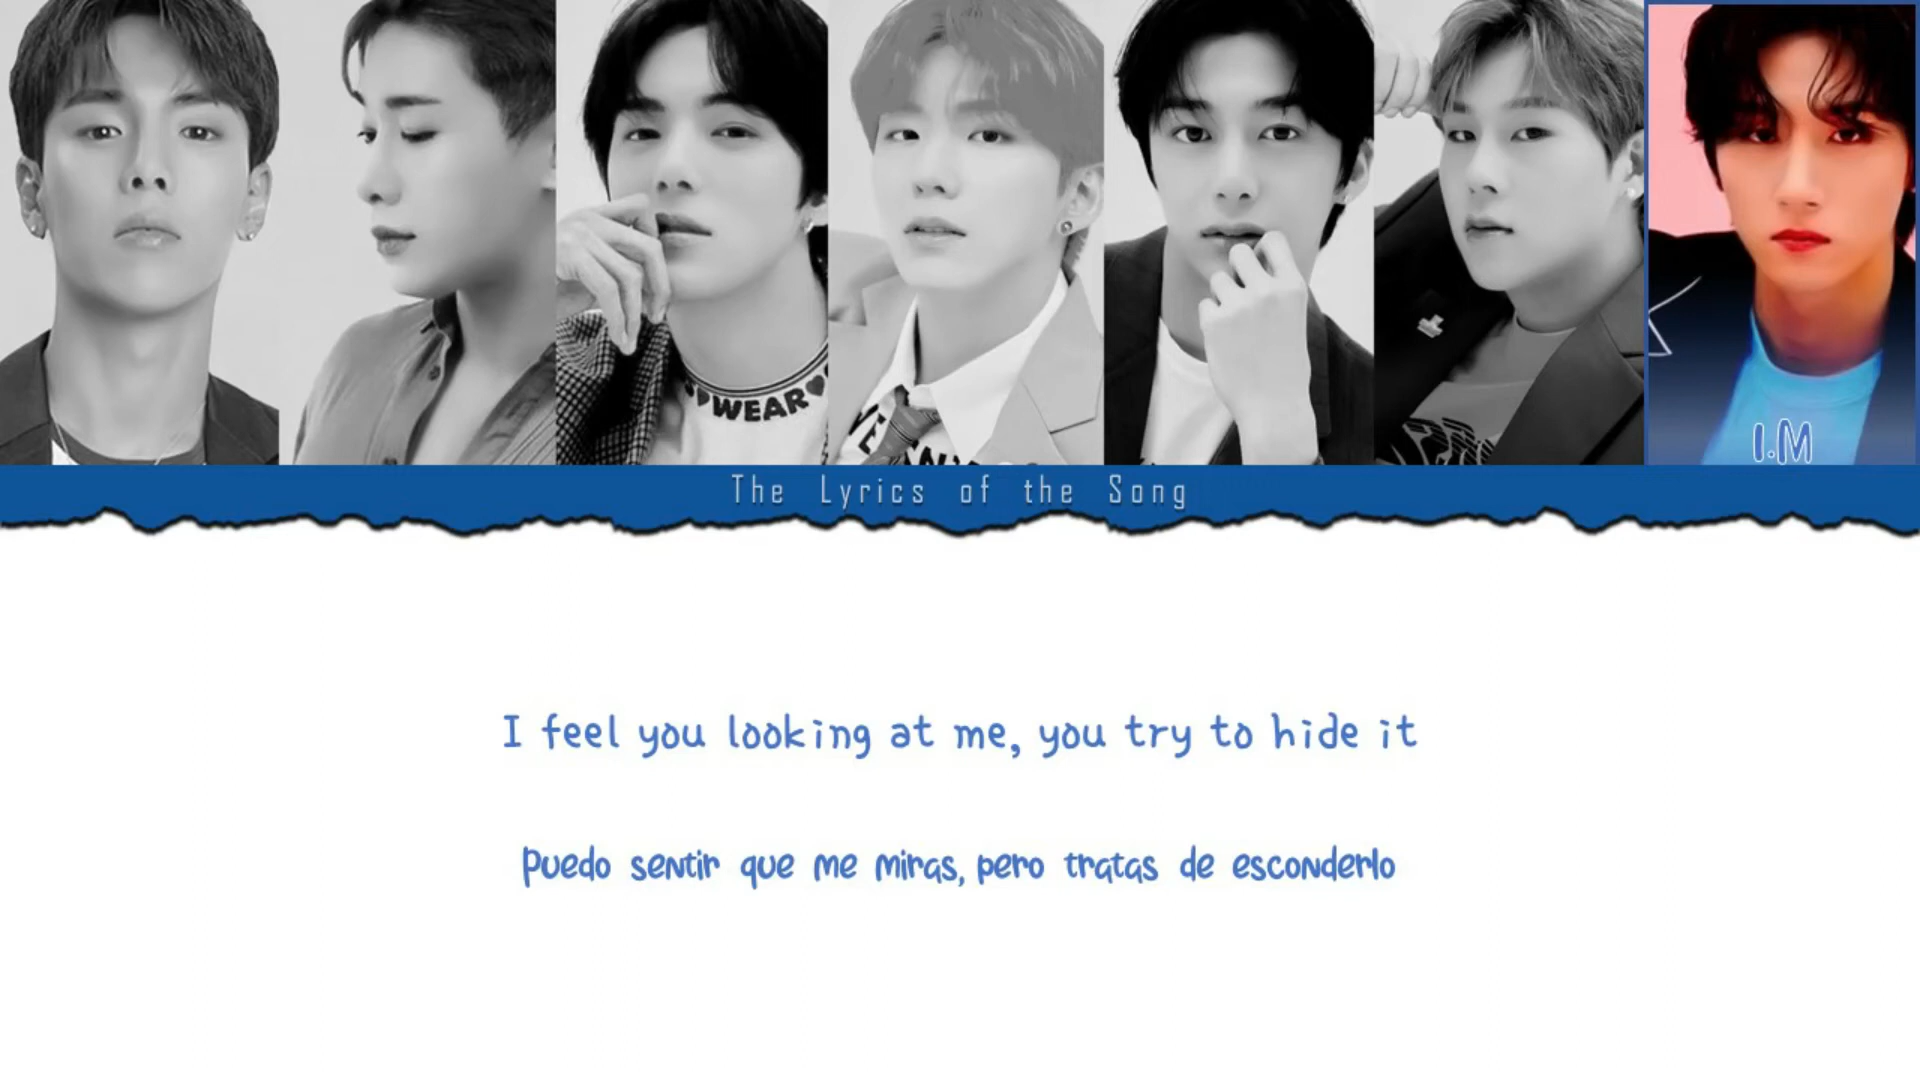 WEAR
I.M
The Lyrics of the Song
I feel you looking at me, you try to hide it
Puedo sentir que me miras, pero tratas de esconderlo